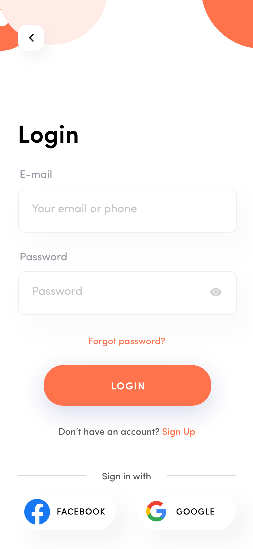 Login
E-mail
Your email or phone
Password
Password
Forgot password?
LOGIN
Don't have an account? Sign Up
Sign in with
FACEBOOK GOOGLE